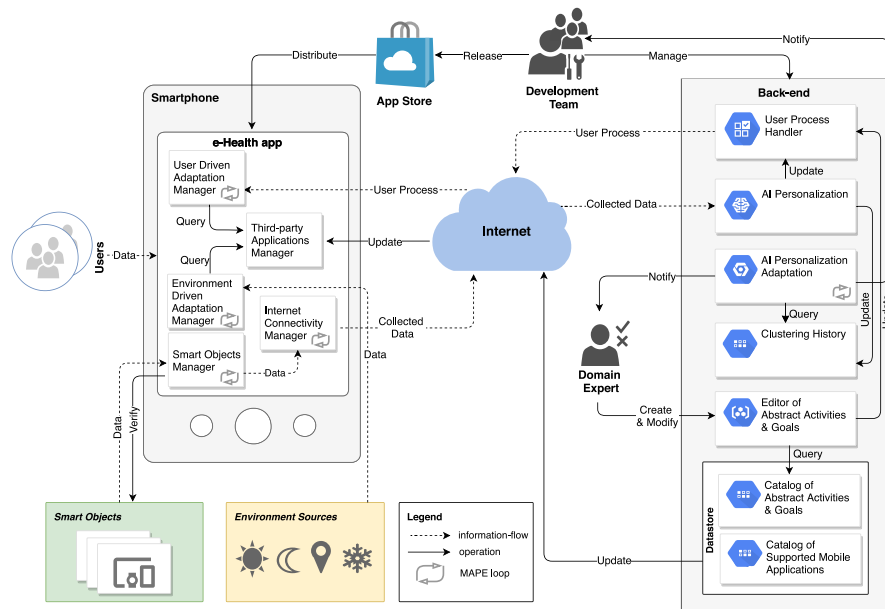 Distribute
Release
Notify
Manage
App Store
Development
Team
Smartphone
e-Health app
User Driven
Adaptation
Manager
Query
Third-party
Applications
Manager
Query
Environment
Driven
Adaptation
Manager
Internet
Connectivity
Manager
Smart Objects
Manager
Data
Users
Data
Data
Verify
Data
User Process
User Process
Internet
Update
Collected Data
Collected
Data
Notify
Domain
Expert
Create
& Modify
Update
Back-end
User Process
Handler
Update
AI Personalization
AI Personalization
Adaptation
Query
Update
Clustering History
Editor of
Abstract Activities
& Goals
Query
Datastore
Catalog of
Abstract Activities
& Goals
Catalog of
Supported Mobile
Applications
Smart Objects
Environment Sources
Legend
information-flow
operation
MAPE loop